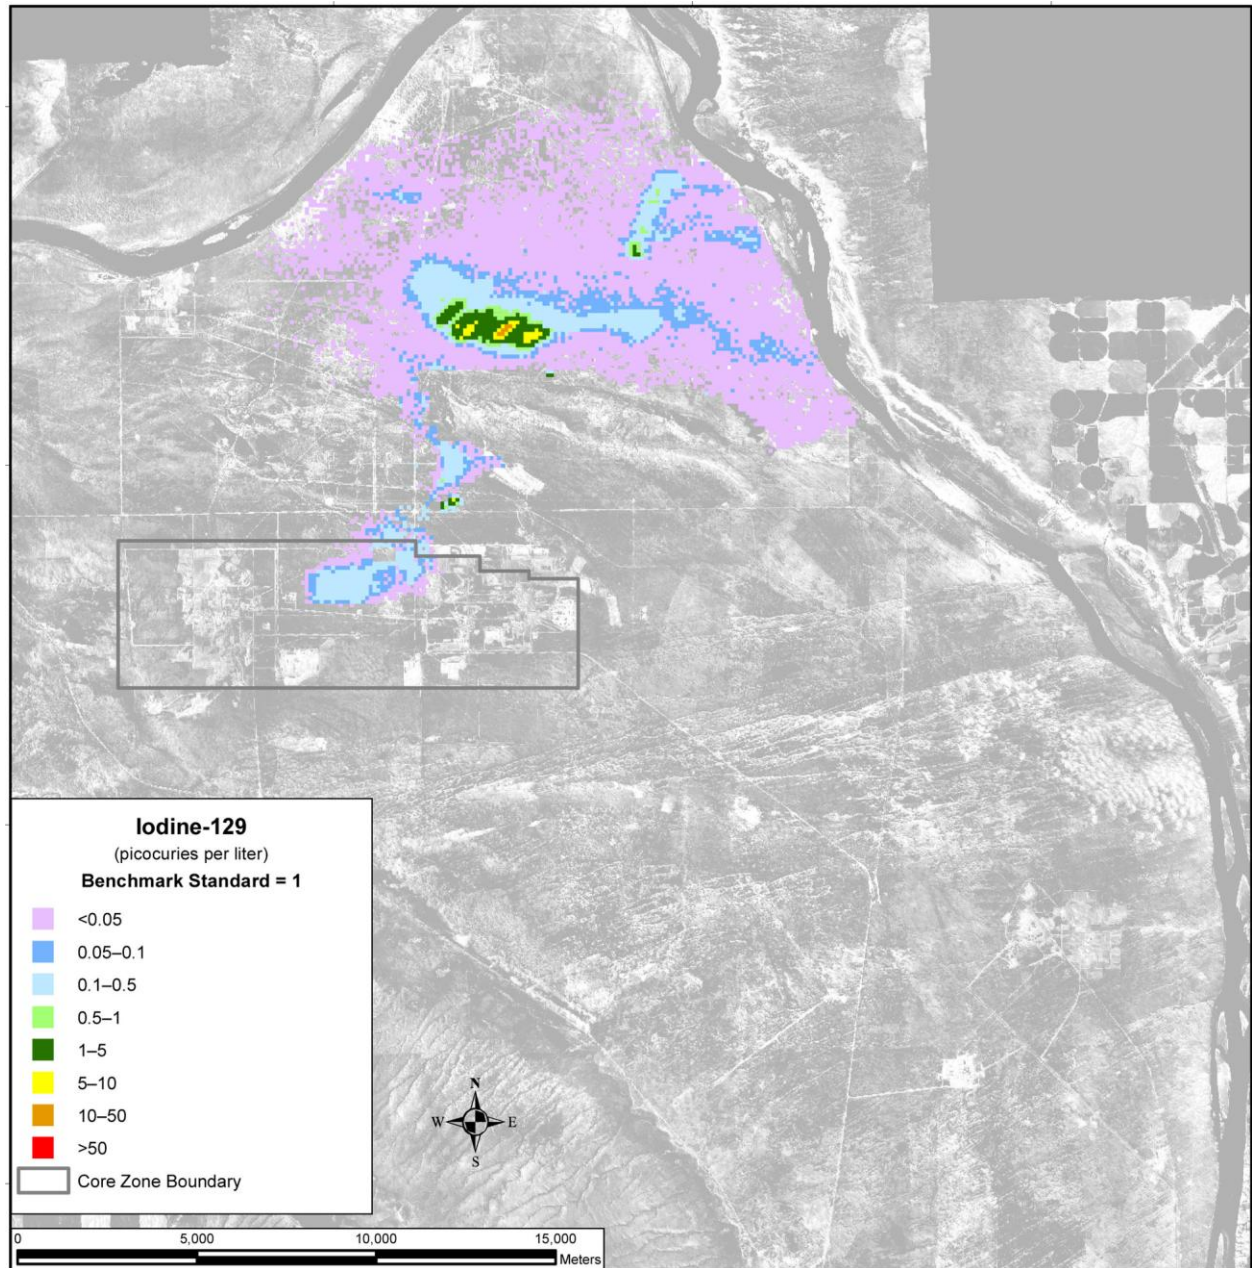 Iodine-129
(picocuries per liter)
Benchmark Standard = 1
<0.05
0.05–0.1
0.1–0.5
0.5–1
1–5
5–10
10–50
>50
Core Zone Boundary
N
W E
S
0 5,000 10,000 15,000
Meters